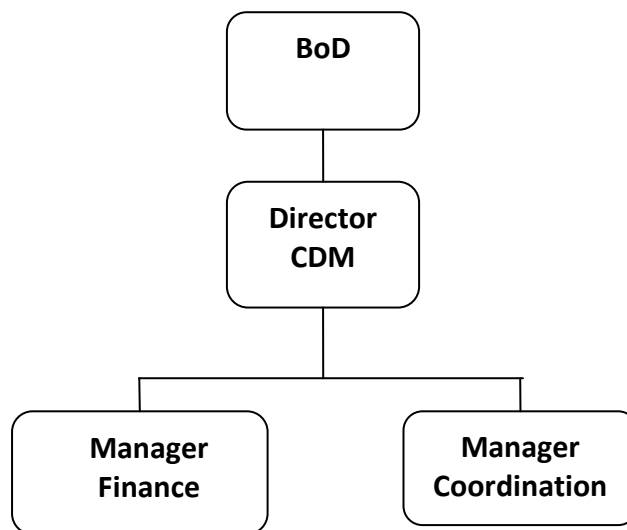 BoD
Director
CDM
Manager
Finance
Manager
Coordination